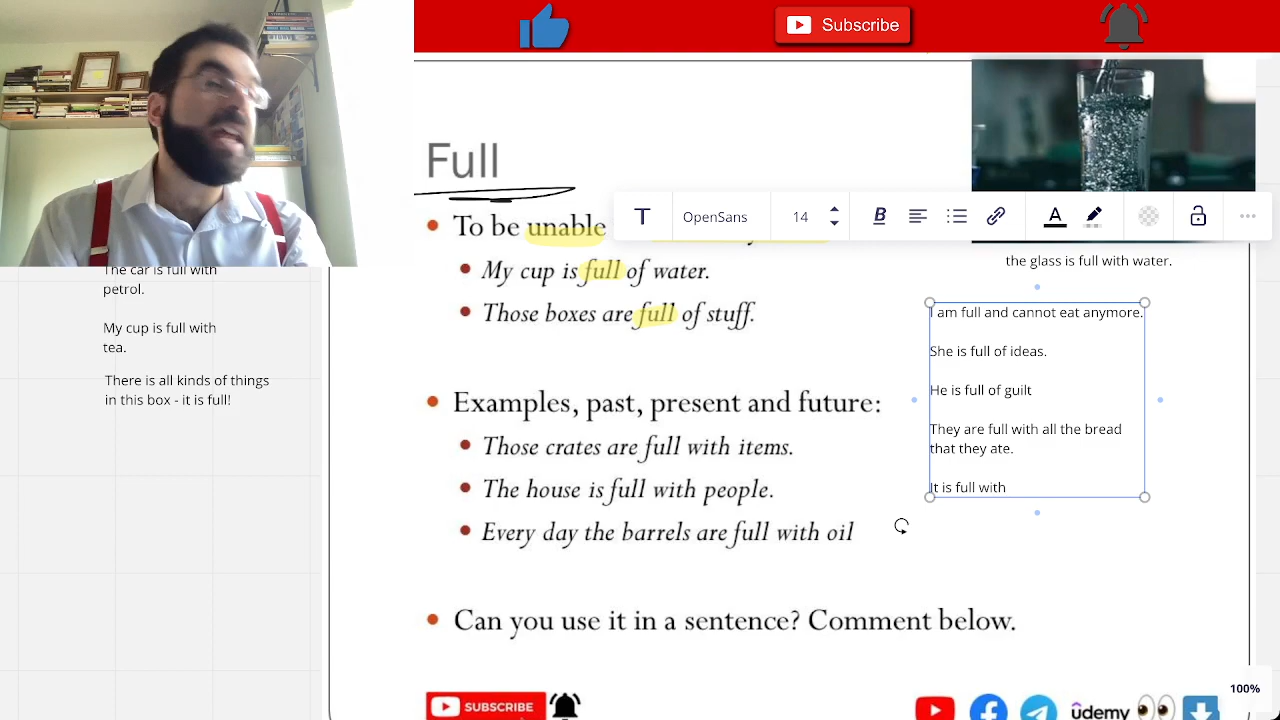 Subscribe
Full
OpenSans
14
B
A
To be unable
My cup is full of water.
Those boxes are full of stuff.
Examples, past, present and future:
Those crates are full with items.
The house is full with people.
Every day the barrels are full with oil
Can you use it in a sentence? Comment below.
the glass is full with water.
I am full and cannot eat anymore.
She is full of ideas.
He is full of guilt
They are full with all the bread
that they ate.
It is full with
The car is full with
petrol.
My cup is full with
tea.
There is all kinds of things
in this box - it is full!
100%
SUBSCRIBE
ûdemy